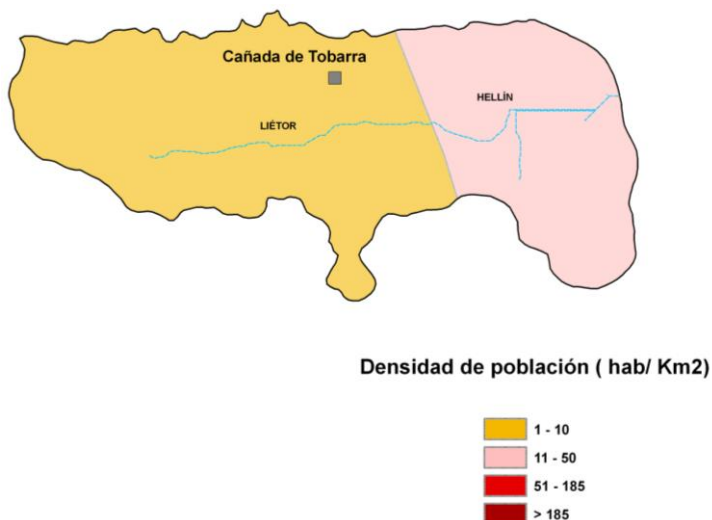 Cañada de Tobarra
HELLÍN
LIÉTOR
Densidad de población ( hab/ Km2)
1 - 10
11 - 50
51 - 185
> 185